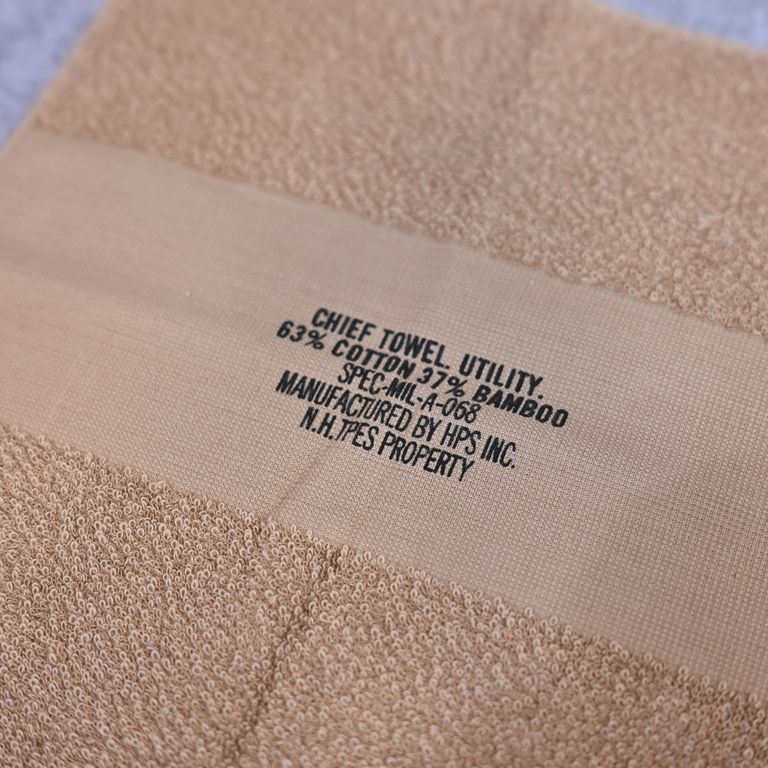 CHIEF TOWEL. UTILITY.
63% COTTON 37% BAMBOO
SPEC-MIL-A-068
MANUFACTURED BY HPS INC.
N.H.TPES PROPERTY